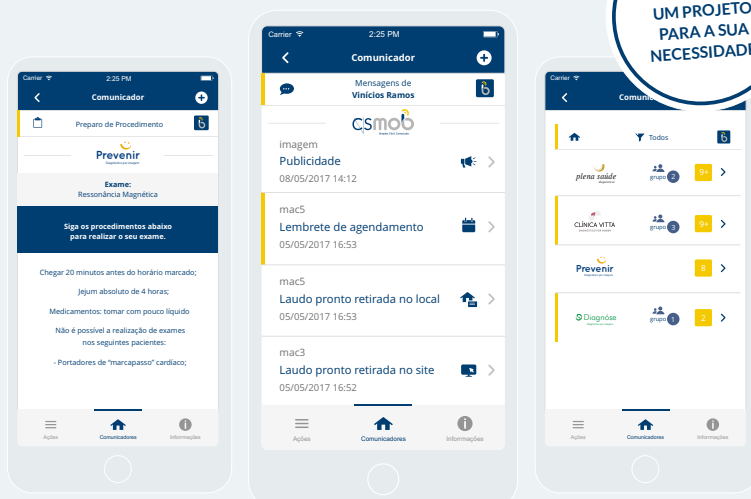 UM PROJETO
PARA A SUA
NECESSIDADE
Carrier 2:25 PM
Comunicador
Preparo de Procedimento
Prevenir
Exame:
Ressonância Magnética
Siga os procedimentos abaixo
para realizar o seu exame.
Chegar 20 minutos antes do horário marcado;
Jejum absoluto de 4 horas;
Medicamentos: tomar com pouco líquido
Não é possível a realização de exames
nos seguintes pacientes:
- Portadores de "marcapasso" cardíaco;
Ações Comunicadores Informações
Carrier 2:25 PM
Comunicador
Mensagens de
Vinícios Ramos
CISMOB
imagem
Publicidade
08/05/2017 14:12
mac5
Lembrete de agendamento
05/05/2017 16:53
mac5
Laudo pronto retirada no local
05/05/2017 16:53
mac3
Laudo pronto retirada no site
05/05/2017 16:52
Ações Comunicadores Informações
Carrier
Comun
Todos
plena saúde grupo 2 9+
CLÍNICA VITTA grupo 3 9+
Prevenir 8
Diagnóse grupo 1 2
Ações Comunicadores Informações